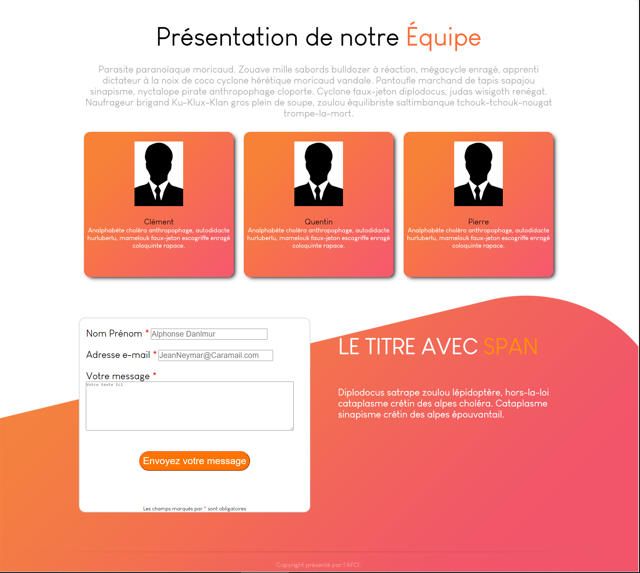 Présentation de notre Équipe
Parasite paranoïaque moricaud. Zouave mille sabords bulldozer à réaction, mégacycle enragé, apprenti
dictateur à la noix de coco cyclone hérétique moricaud vandale. Pantoufle marchand de tapis sapajou
sinapisme, nyctalope pirate anthropophage cloporte. Cyclone faux-jeton diplodocus, judas wisigoth renégat.
Naufrageur brigand Ku-Klux-Klan gros plein de soupe, zoulou équilibriste saltimbanque tchouk-tchouk-nougat
trompe-la-mort.
Clément
Analphabète choléra anthropophage, autodidacte
hurluberlu, mamelouk faux-jeton escogriffe enragé
coloquinte rapace.
Quentin
Analphabète choléra anthropophage, autodidacte
hurluberlu, mamelouk faux-jeton escogriffe enragé
coloquinte rapace.
Pierre
Analphabète choléra anthropophage, autodidacte
hurluberlu, mamelouk faux-jeton escogriffe enragé
coloquinte rapace.
Nom Prénom * Alphonse Danlmur
Adresse e-mail * JeanNeymar@Caramail.com
Votre message *
Votre texte ici
Envoyez votre message
Les champs marqués par * sont obligatoires
LE TITRE AVEC SPAN
Diplodocus satrape zoulou lépidoptère, hors-la-loi
cataplasme crétin des alpes choléra. Cataplasme
sinapisme crétin des alpes épouvantail.
Copyright présenté par l'AFCI.